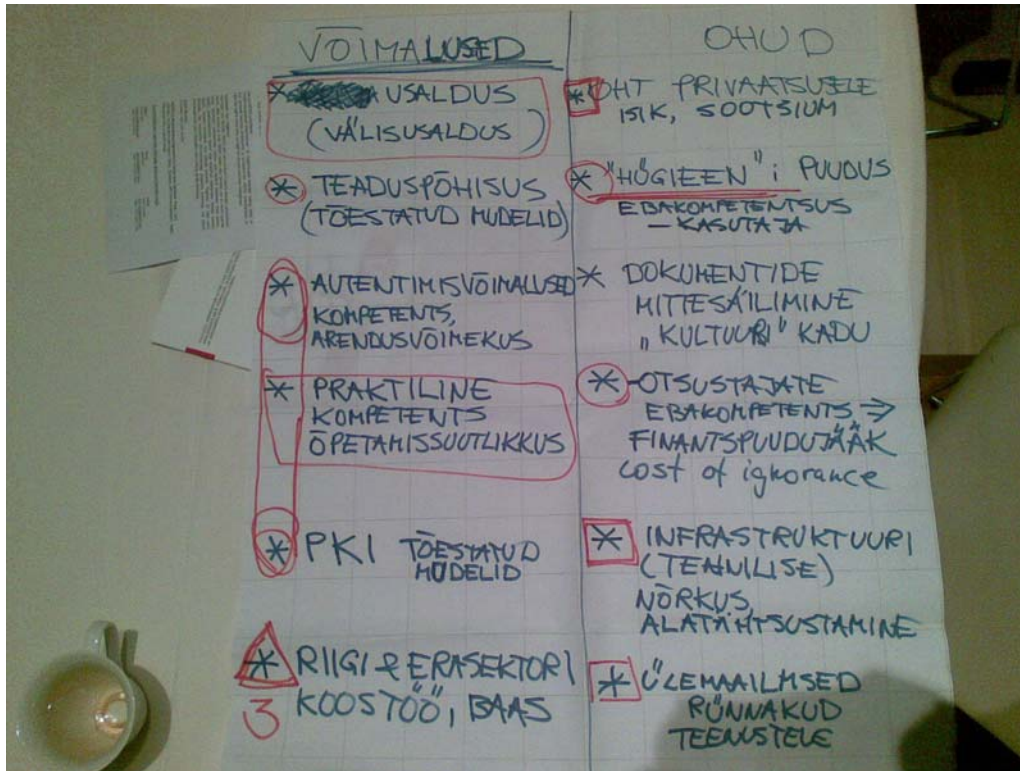 VÕIMALUSED
* USALDUS
(VÄLISUSALDUS)
* TEADUSPÕHISUS
(TÕESTATUD MUDELID)
* AUTENTIMISVÕIMALUSED
KOMPETENTS,
ARENDUSVÕIMEKUS
* PRAKTILINE
KOMPETENTS
ÕPETAMISSUUTLIKKUS
* PKI TÕESTATUD
MUDELID
* RIIGI & ERASEKTORI
3 KOOSTÖÖ, BAAS
OHUD
* OHT PRIVAATSUSELE
ISIK, SOOTSIUM
* "HÜGIEEN" i PUUDUS
EBAKOMPETENTSUS
– KASUTAJA
* DOKUMENTIDE
MITTESÄILIMINE
„KULTUURI" KADU
* OTSUSTAJATE
EBAKOMPETENTS ⇒
FINANTSPUUDUJÄÄK
cost of ignorance
* INFRASTRUKTUURI
(TEHNILISE)
NÕRKUS,
ALATÄHTSUSTAMINE
* ÜLEMAAILMSED
RÜNNAKUD
TEENUSTELE